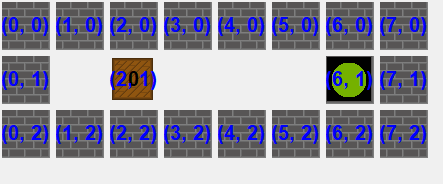 (0, 0) (1, 0) (2, 0) (3, 0) (4, 0) (5, 0) (6, 0) (7, 0)
(0, 1) (201) (6, 1) (7, 1)
(0, 2) (1, 2) (2, 2) (3, 2) (4, 2) (5, 2) (6, 2) (7, 2)